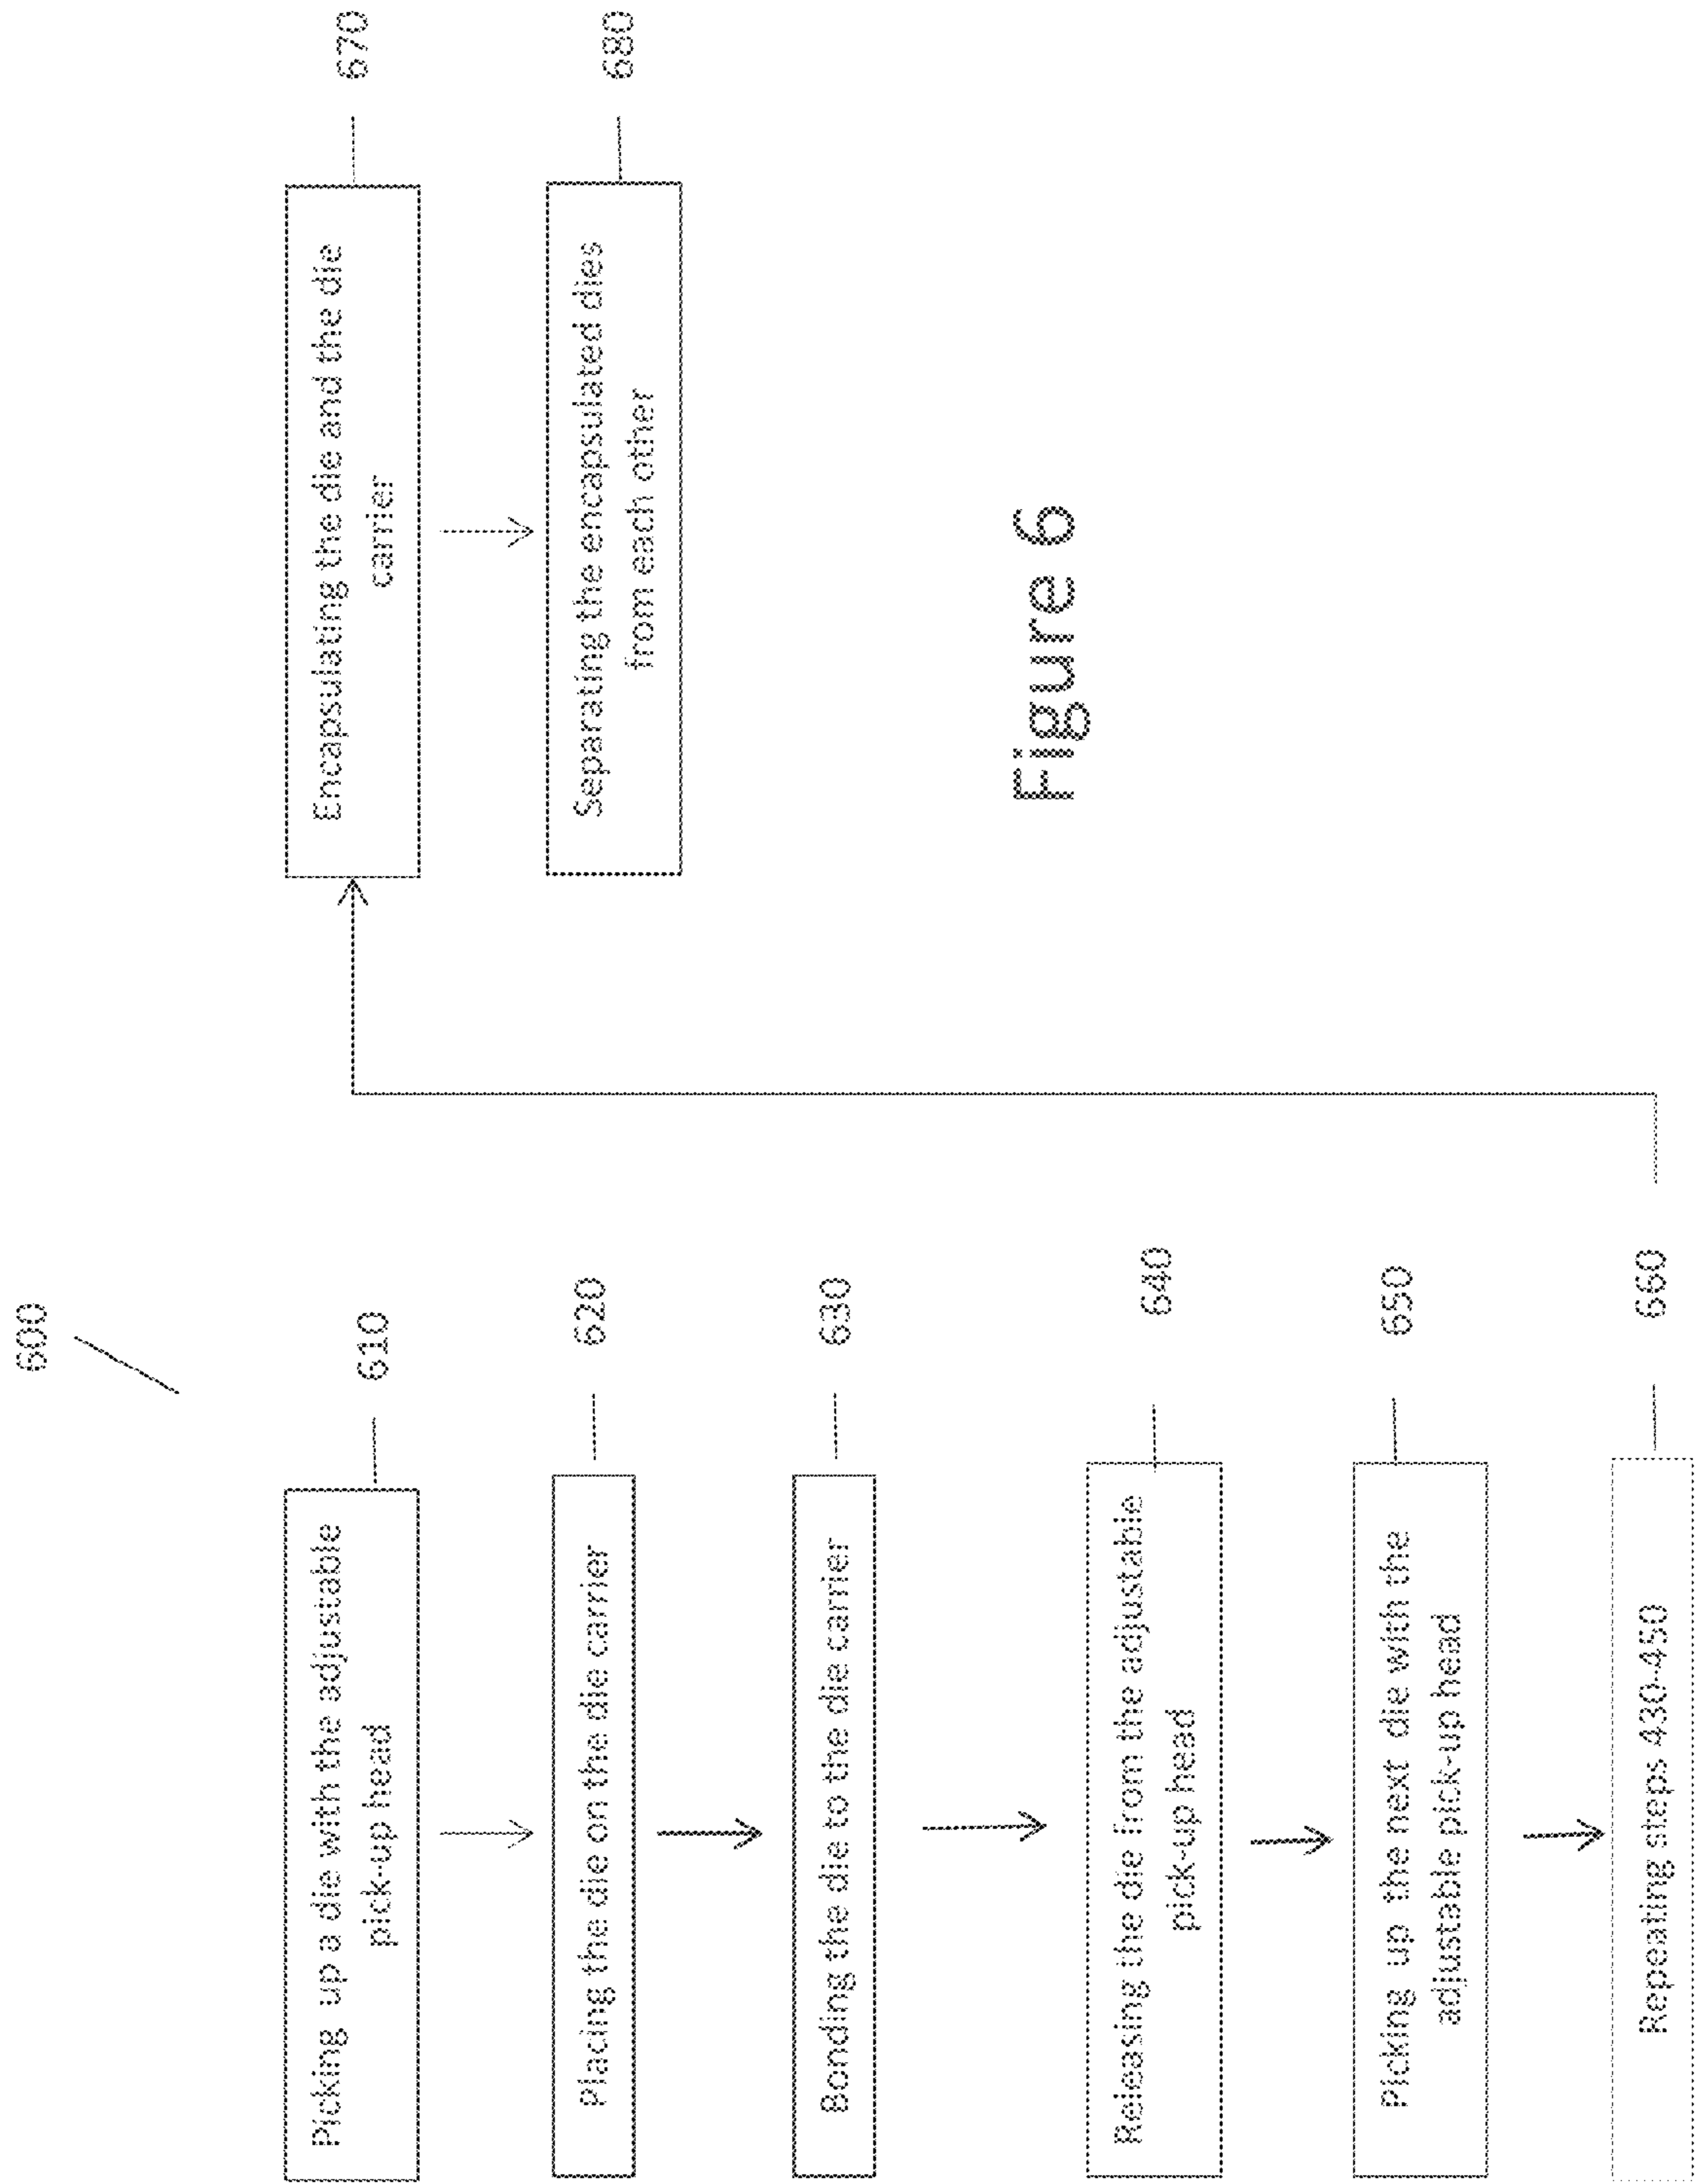 600
Picking up a die with the adjustable
pick-up head
610
Placing the die on the die carrier
620
Bonding the die to the die carrier
630
Releasing the die from the adjustable
pick-up head
640
Picking up the next die with the
adjustable pick-up head
650
Repeating steps 430-450
660
Encapsulating the die and the die
carrier
670
Separating the encapsulated dies
from each other
680
Figure 6